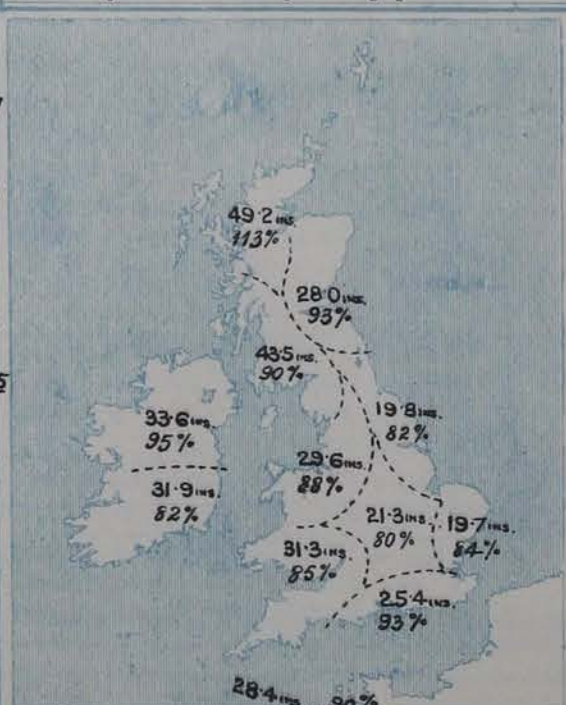 49.2 INS.
113%
28.0 INS.
93%
43.5 INS.
90%
33.6 INS.
95%
19.8 INS.
82%
29.6 INS.
88%
31.9 INS.
82%
21.3 INS.
80%
19.7 INS.
84%
31.3 INS.
85%
25.4 INS.
93%
28.4 INS. 90%